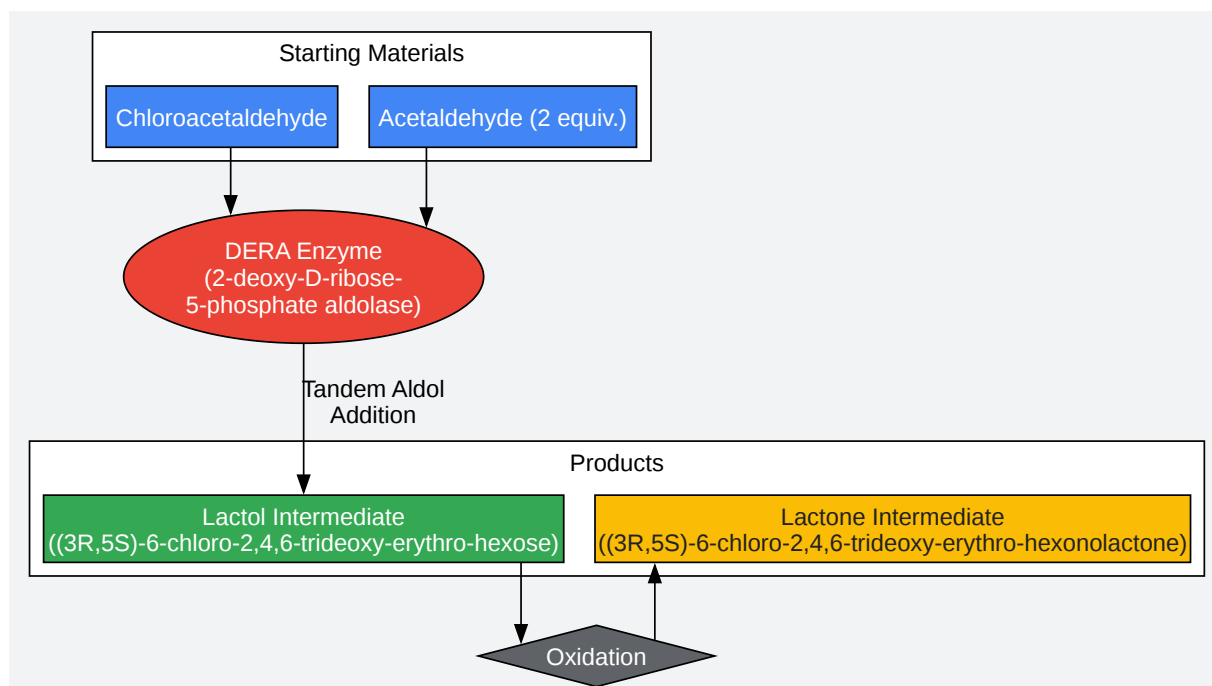 Starting Materials
Chloroacetaldehyde
Acetaldehyde (2 equiv.)
DERA Enzyme
(2-deoxy-D-ribose-
5-phosphate aldolase)
Tandem Aldol
Addition
Products
Lactol Intermediate
((3R,5S)-6-chloro-2,4,6-trideoxy-erythro-hexose)
Lactone Intermediate
((3R,5S)-6-chloro-2,4,6-trideoxy-erythro-hexonolactone)
Oxidation